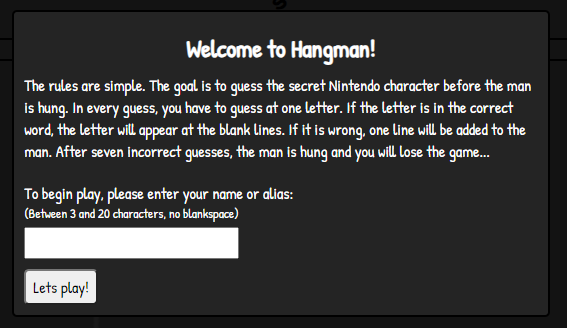 Welcome to Hangman!
The rules are simple. The goal is to guess the secret Nintendo character before the man
is hung. In every guess, you have to guess at one letter. If the letter is in the correct
word, the letter will appear at the blank lines. If it is wrong, one line will be added to the
man. After seven incorrect guesses, the man is hung and you will lose the game...
To begin play, please enter your name or alias:
(Between 3 and 20 characters, no blankspace)
Lets play!